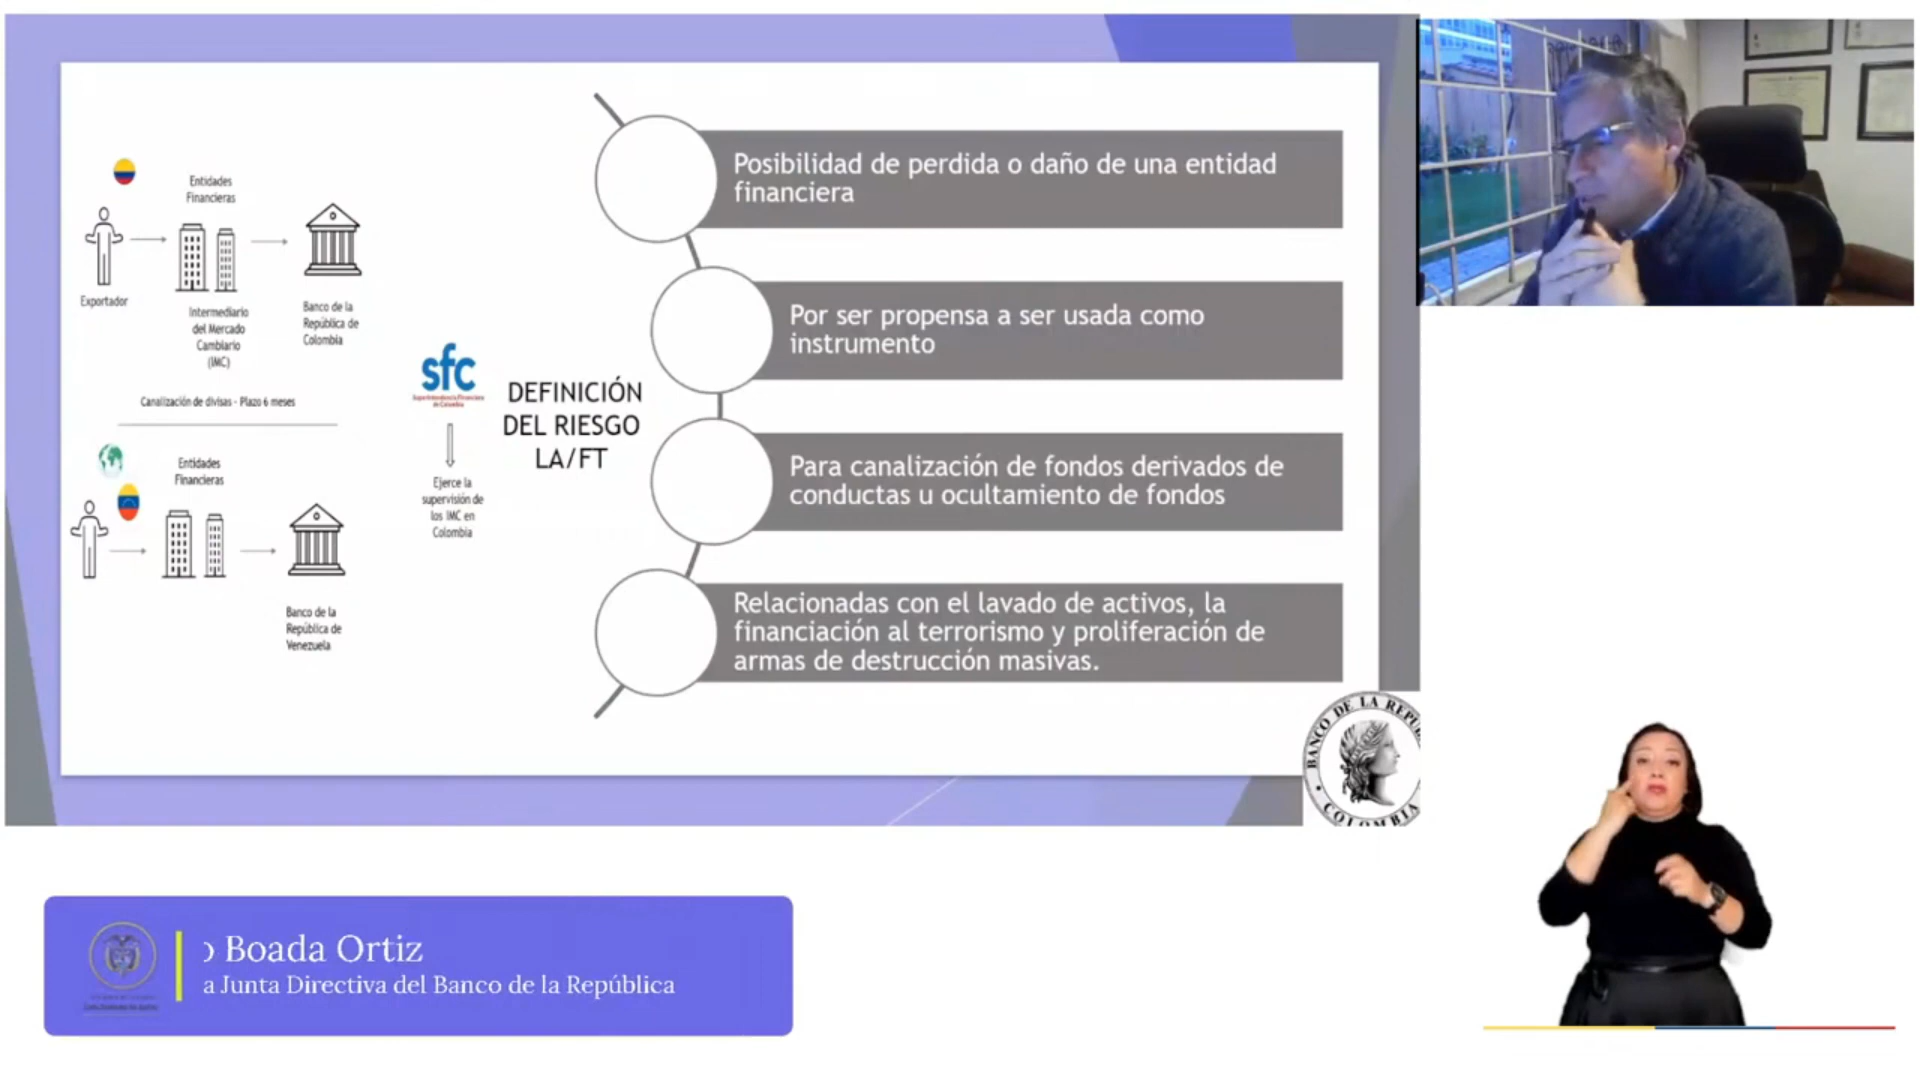 Entidades
Financieras
Exportador
Intermediario
del Mercado
Cambiario
(IMC)
Banco de la
República de
Colombia
Canalización de divisas - Plazo 6 meses
Entidades
Financieras
Banco de la
República de
Venezuela
sfc
Superintendencia Financiera
de Colombia
Ejerce la
supervisión de
los IMC en
Colombia
DEFINICIÓN
DEL RIESGO
LA/FT
Posibilidad de perdida o daño de una entidad
financiera
Por ser propensa a ser usada como
instrumento
Para canalización de fondos derivados de
conductas u ocultamiento de fondos
Relacionadas con el lavado de activos, la
financiación al terrorismo y proliferación de
armas de destrucción masivas.
BANCO DE LA REPU
COLOMBIA
o Boada Ortiz
a Junta Directiva del Banco de la República